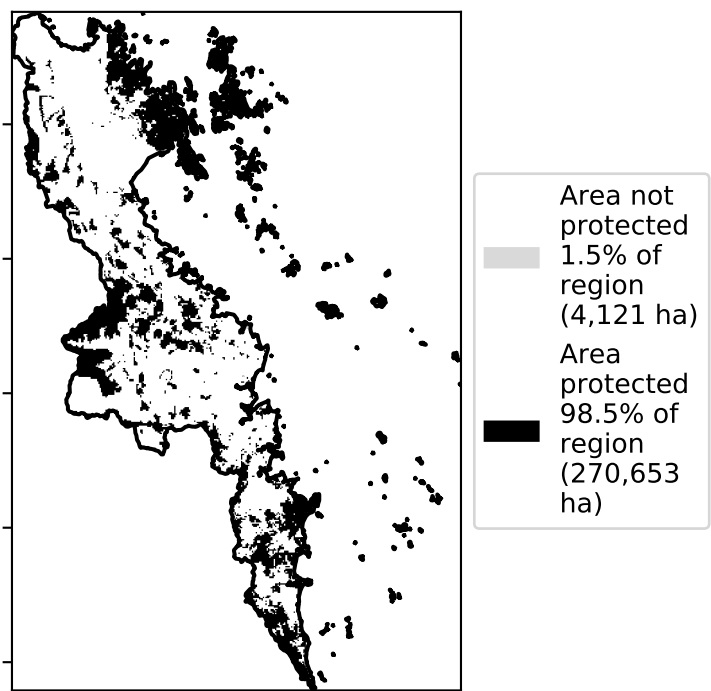 Area not
protected
1.5% of
region
(4,121 ha)
Area
protected
98.5% of
region
(270,653
ha)